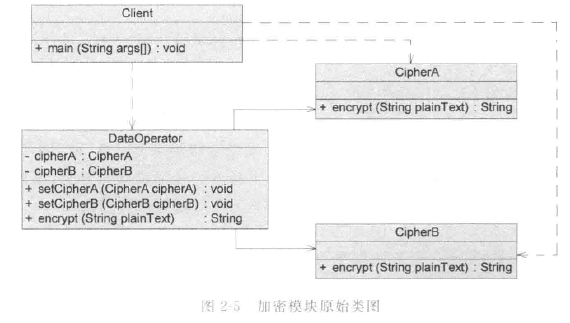 Client
+ main (String args[]) : void
CipherA
+ encrypt (String plainText) : String
DataOperator
- cipherA : CipherA
- cipherB : CipherB
+ setCipherA (CipherA cipherA) : void
+ setCipherB (CipherB cipherB) : void
+ encrypt (String plainText) : String
CipherB
+ encrypt (String plainText) : String
图 2-5 加密模块原始类图